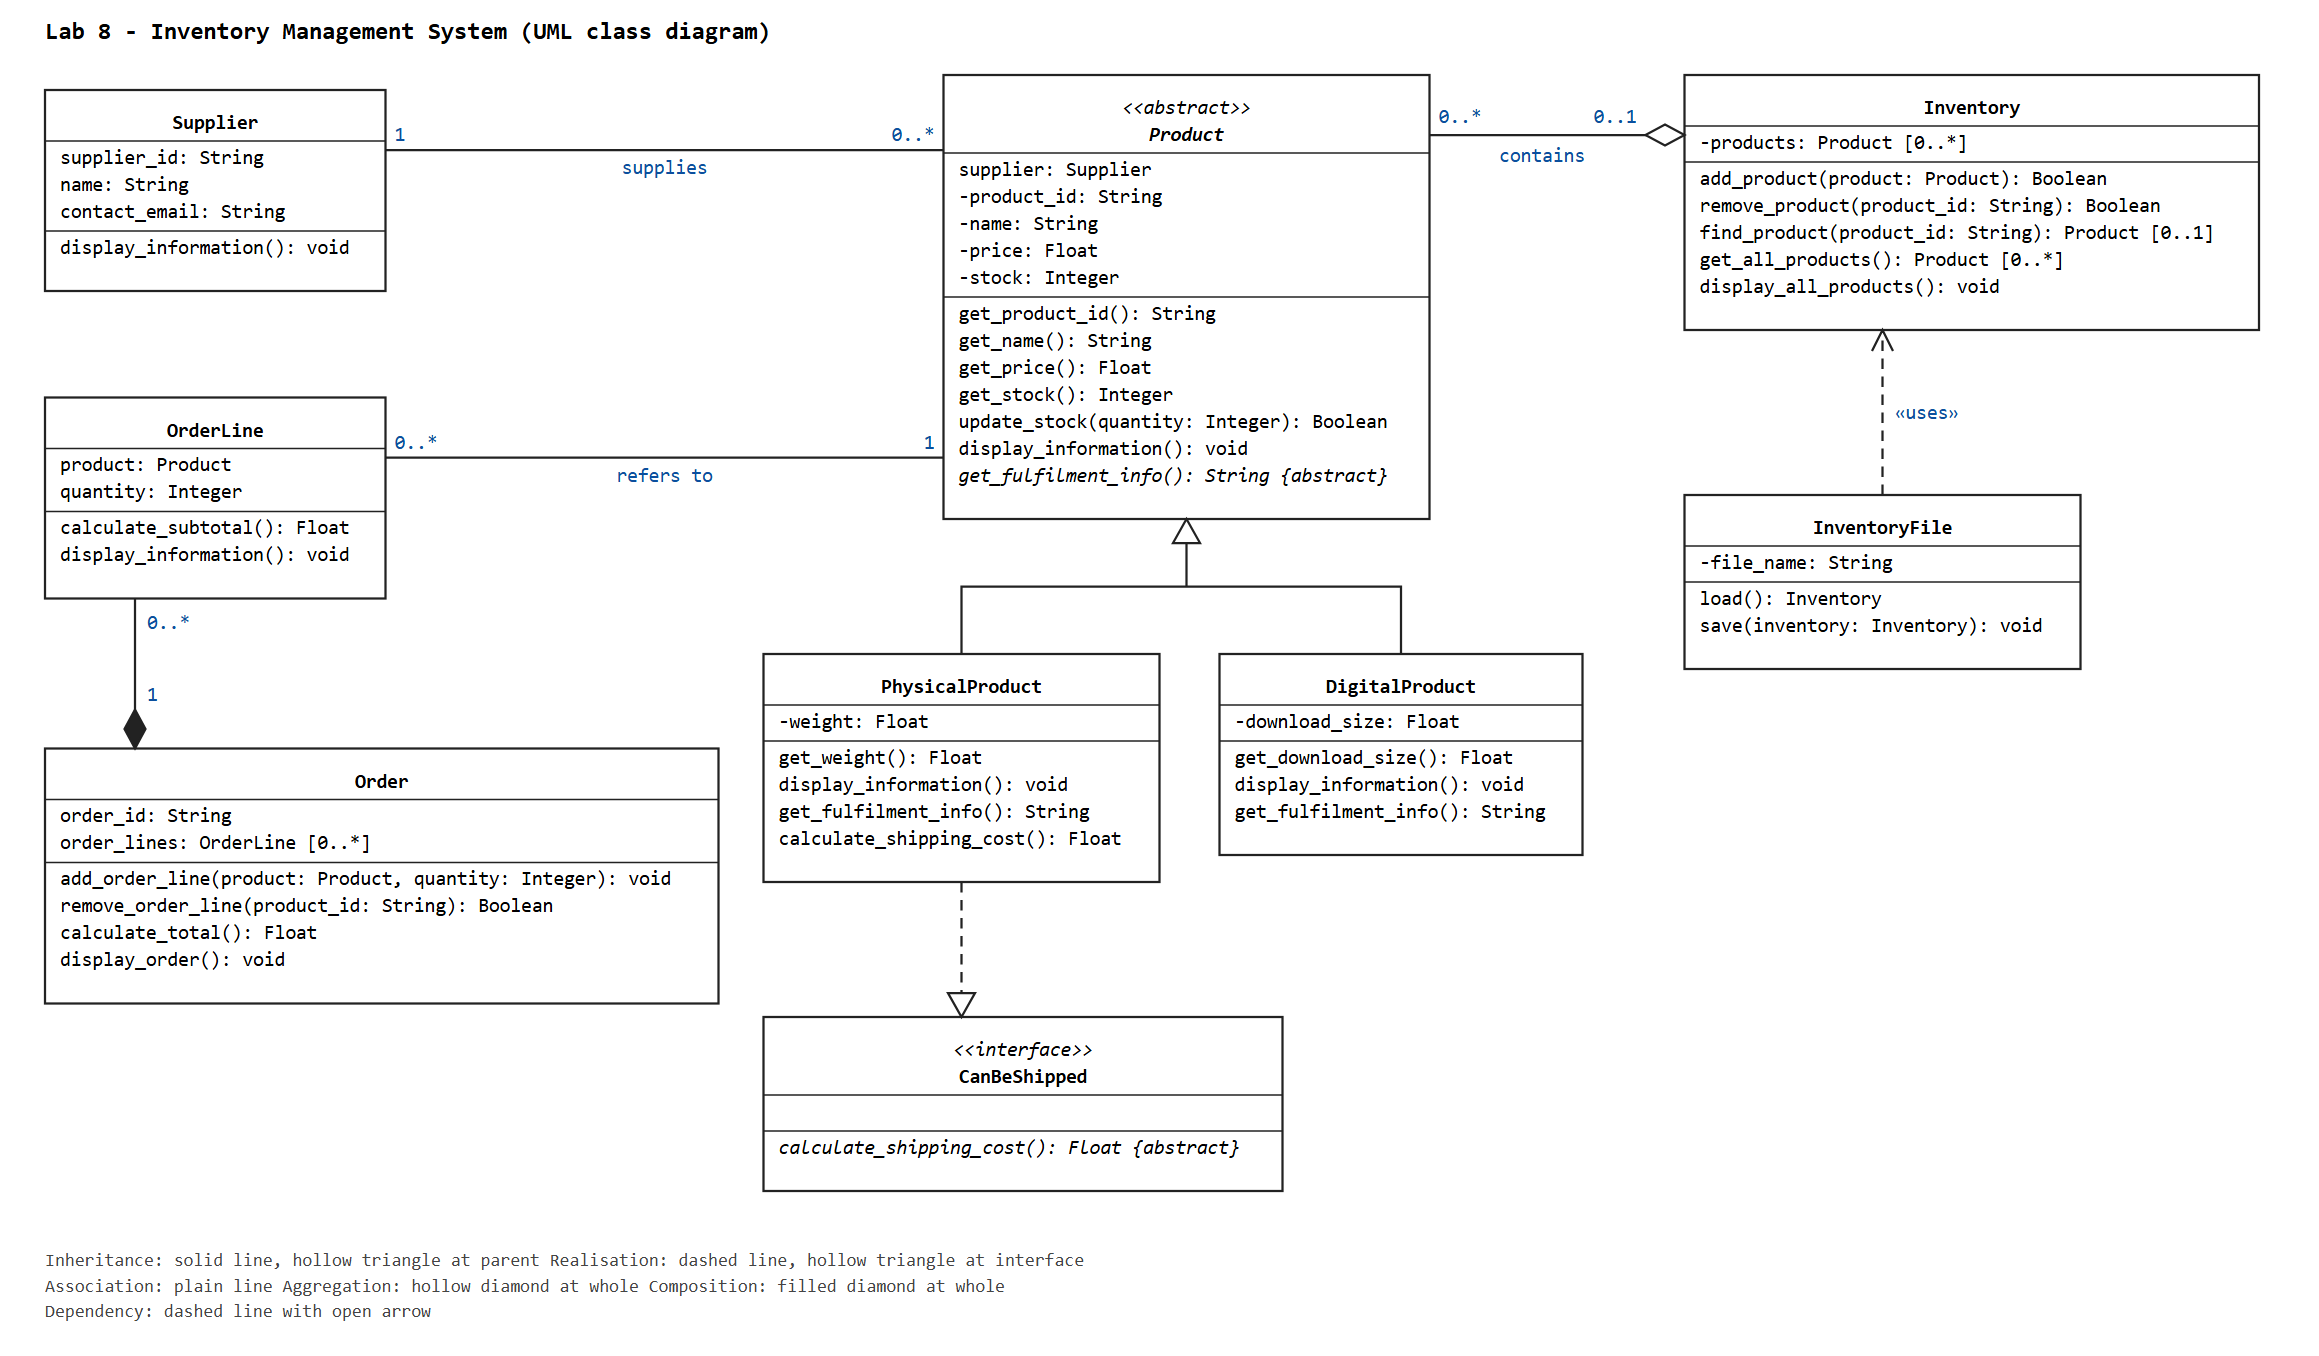 Lab 8 - Inventory Management System (UML class diagram)
Supplier
supplier_id: String
name: String
contact_email: String
display_information(): void
1
0..*
supplies
<<abstract>>
Product
supplier: Supplier
-product_id: String
-name: String
-price: Float
-stock: Integer
get_product_id(): String
get_name(): String
get_price(): Float
get_stock(): Integer
update_stock(quantity: Integer): Boolean
display_information(): void
get_fulfilment_info(): String {abstract}
0..*
0..1
contains
Inventory
-products: Product [0..*]
add_product(product: Product): Boolean
remove_product(product_id: String): Boolean
find_product(product_id: String): Product [0..1]
get_all_products(): Product [0..*]
display_all_products(): void
«uses»
OrderLine
product: Product
quantity: Integer
calculate_subtotal(): Float
display_information(): void
0..*
1
refers to
InventoryFile
-file_name: String
load(): Inventory
save(inventory: Inventory): void
0..*
1
PhysicalProduct
-weight: Float
get_weight(): Float
display_information(): void
get_fulfilment_info(): String
calculate_shipping_cost(): Float
DigitalProduct
-download_size: Float
get_download_size(): Float
display_information(): void
get_fulfilment_info(): String
Order
order_id: String
order_lines: OrderLine [0..*]
add_order_line(product: Product, quantity: Integer): void
remove_order_line(product_id: String): Boolean
calculate_total(): Float
display_order(): void
<<interface>>
CanBeShipped
calculate_shipping_cost(): Float {abstract}
Inheritance: solid line, hollow triangle at parent Realisation: dashed line, hollow triangle at interface
Association: plain line Aggregation: hollow diamond at whole Composition: filled diamond at whole
Dependency: dashed line with open arrow